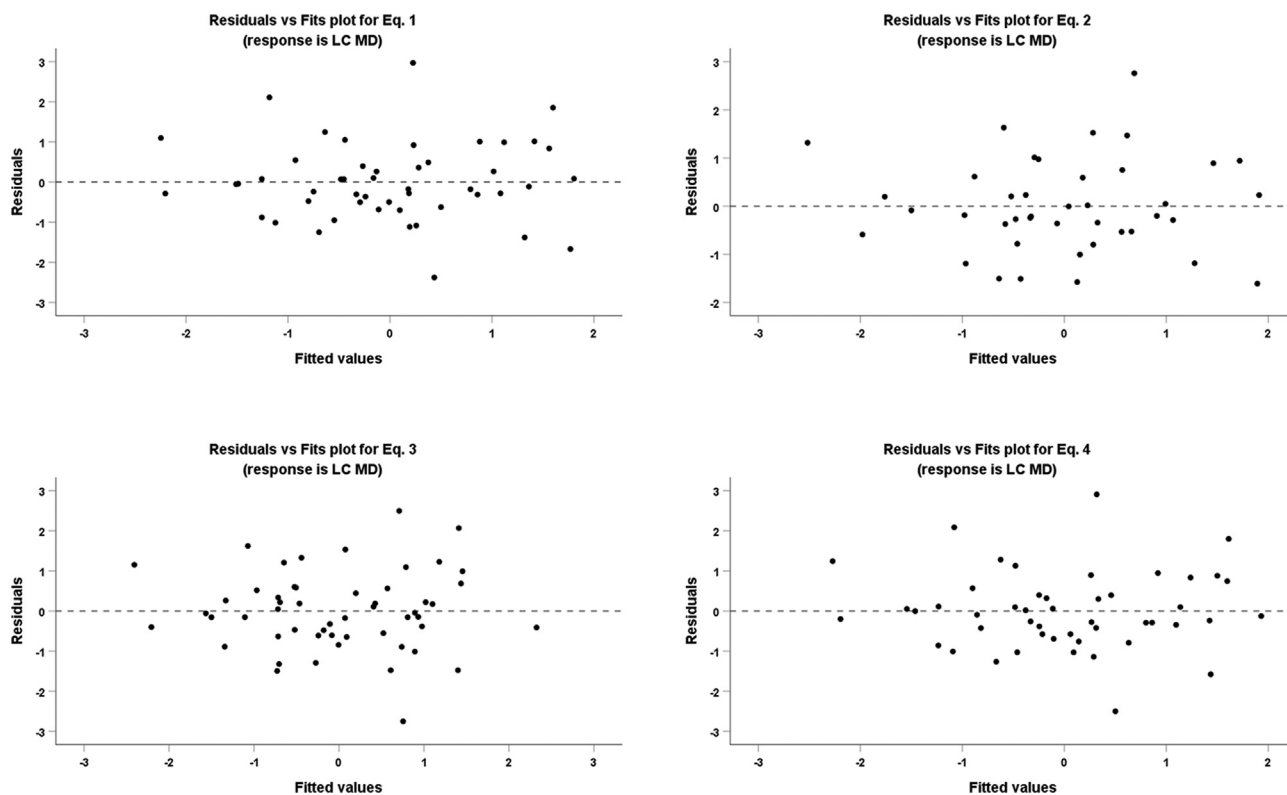 Residuals vs Fits plot for Eq. 1
(response is LC MD)
3
2
1
0
-1
-2
-3
Residuals
-3 -2 -1 0 1 2
Fitted values
Residuals vs Fits plot for Eq. 2
(response is LC MD)
3
2
1
0
-1
-2
Residuals
-3 -2 -1 0 1 2
Fitted values
Residuals vs Fits plot for Eq. 3
(response is LC MD)
3
2
1
0
-1
-2
-3
Residuals
-3 -2 -1 0 1 2 3
Fitted values
Residuals vs Fits plot for Eq. 4
(response is LC MD)
3
2
1
0
-1
-2
-3
Residuals
-3 -2 -1 0 1 2
Fitted values